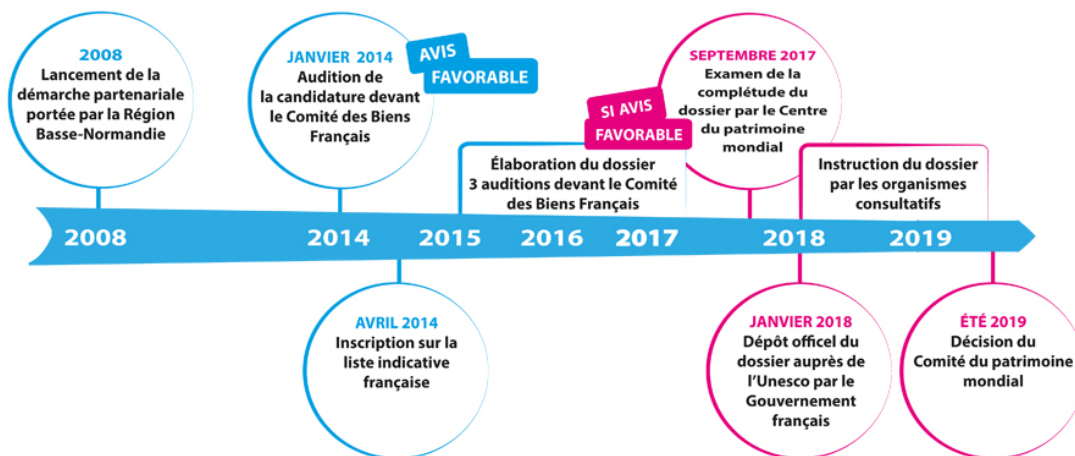 2008
Lancement de la
démarche partenariale
portée par la Région
Basse-Normandie
JANVIER 2014
Audition de
la candidature devant
le Comité des Biens
Français
AVIS
FAVORABLE
SI AVIS
FAVORABLE
SEPTEMBRE 2017
Examen de la
complétude du
dossier par le Centre
du patrimoine
mondial
Élaboration du dossier
3 auditions devant le Comité
des Biens Français
Instruction du dossier
par les organismes
consultatifs
2008
2014
2015
2016
2017
2018
2019
AVRIL 2014
Inscription sur la
liste indicative
française
JANVIER 2018
Dépôt officel du
dossier auprès de
l'Unesco par le
Gouvernement
français
ÉTÉ 2019
Décision du
Comité du patrimoine
mondial